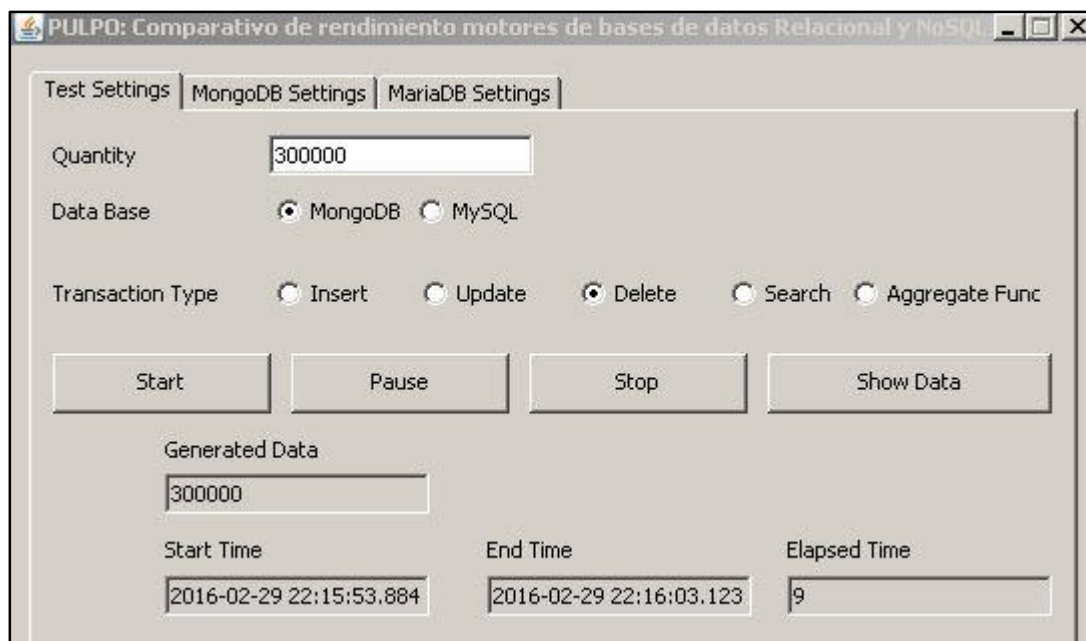 PULPO: Comparativo de rendimiento motores de bases de datos Relacional y NoSQL
Test Settings MongoDB Settings MariaDB Settings
Quantity 300000
Data Base MongoDB MySQL
Transaction Type Insert Update Delete Search Aggregate Func
Start Pause Stop Show Data
Generated Data
300000
Start Time End Time Elapsed Time
2016-02-29 22:15:53.884 2016-02-29 22:16:03.123 9